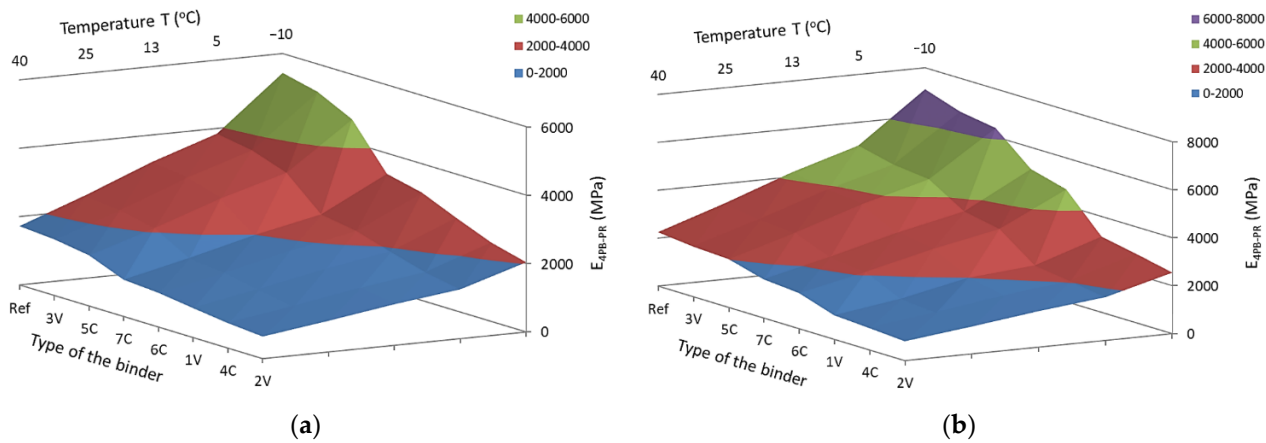 Temperature T (°C)
40
25
13
5
−10
4000-6000
2000-4000
0-2000
6000
4000
2000
0
E4PB-PR (MPa)
Ref
3V
5C
7C
6C
1V
4C
2V
Type of the binder
(a)
Temperature T (°C)
40
25
13
5
−10
6000-8000
4000-6000
2000-4000
0-2000
8000
6000
4000
2000
0
E4PB-PR (MPa)
Ref
3V
5C
7C
6C
1V
4C
2V
Type of the binder
(b)